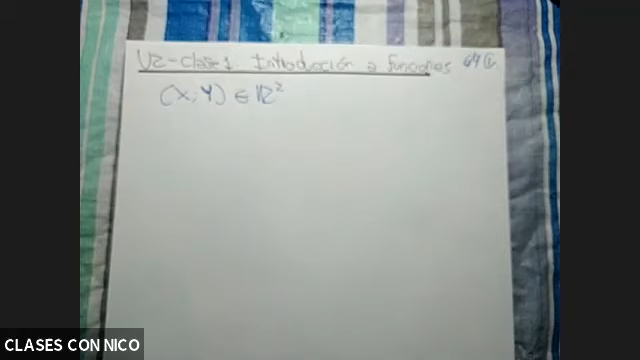 U2-Clase 1 Introducción a funciones
(x; y) ∈ ℝ²
CLASES CON NICO